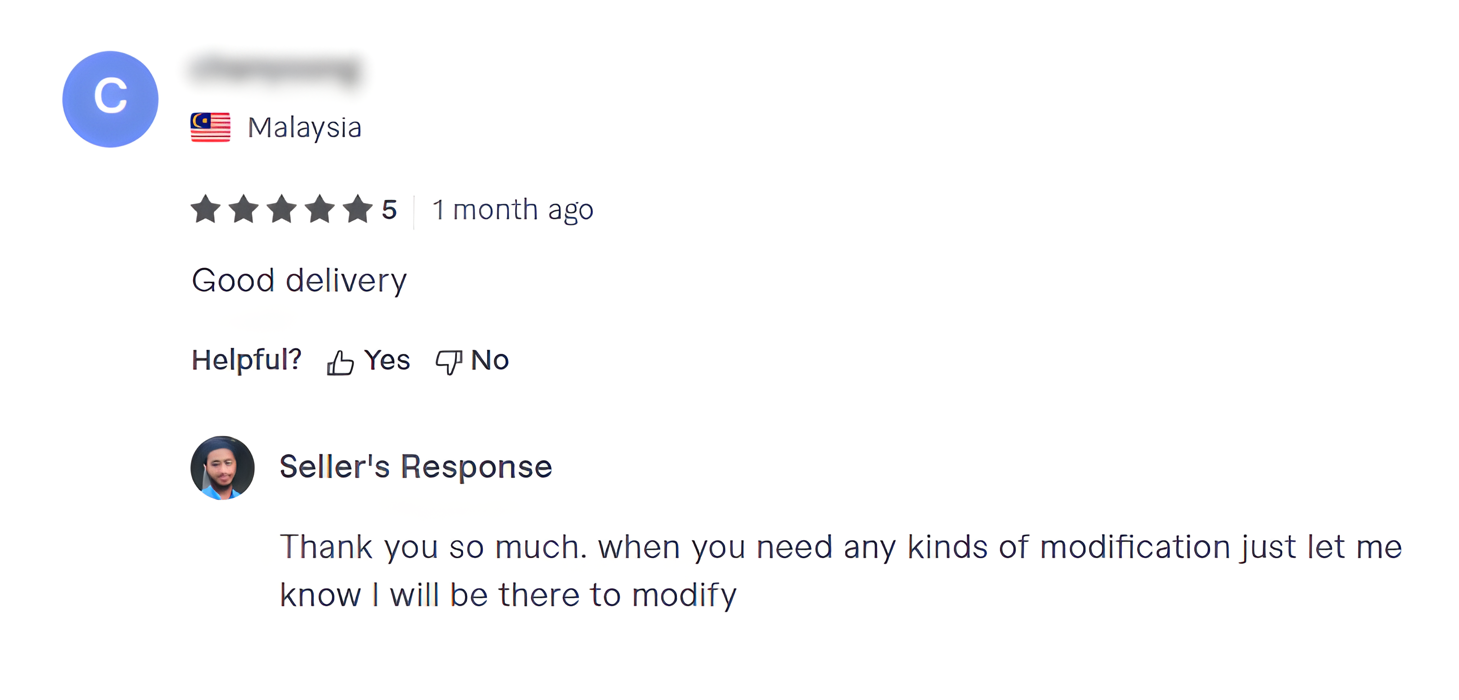 C
Malaysia
5 1 month ago
Good delivery
Helpful? Yes No
Seller's Response
Thank you so much. when you need any kinds of modification just let me
know I will be there to modify